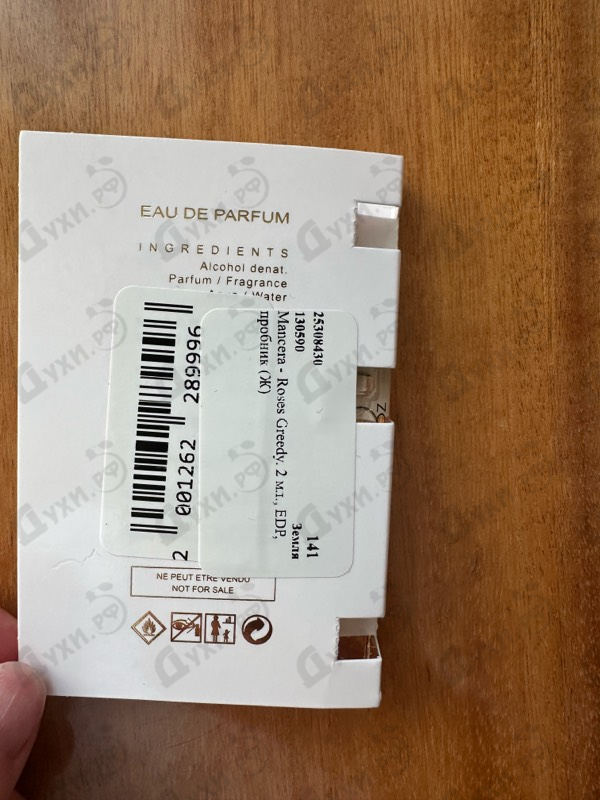 EAU DE PARFUM
INGREDIENTS
Alcohol denat.
Parfum / Fragrance
Aqua / Water
25308430
130590
Mancera - Roses Greedy. 2 мл., EDP,
пробник (Ж)
141
Земля
2 001262 289996
NE PEUT ETRE VENDU
NOT FOR SALE
Духи.рф